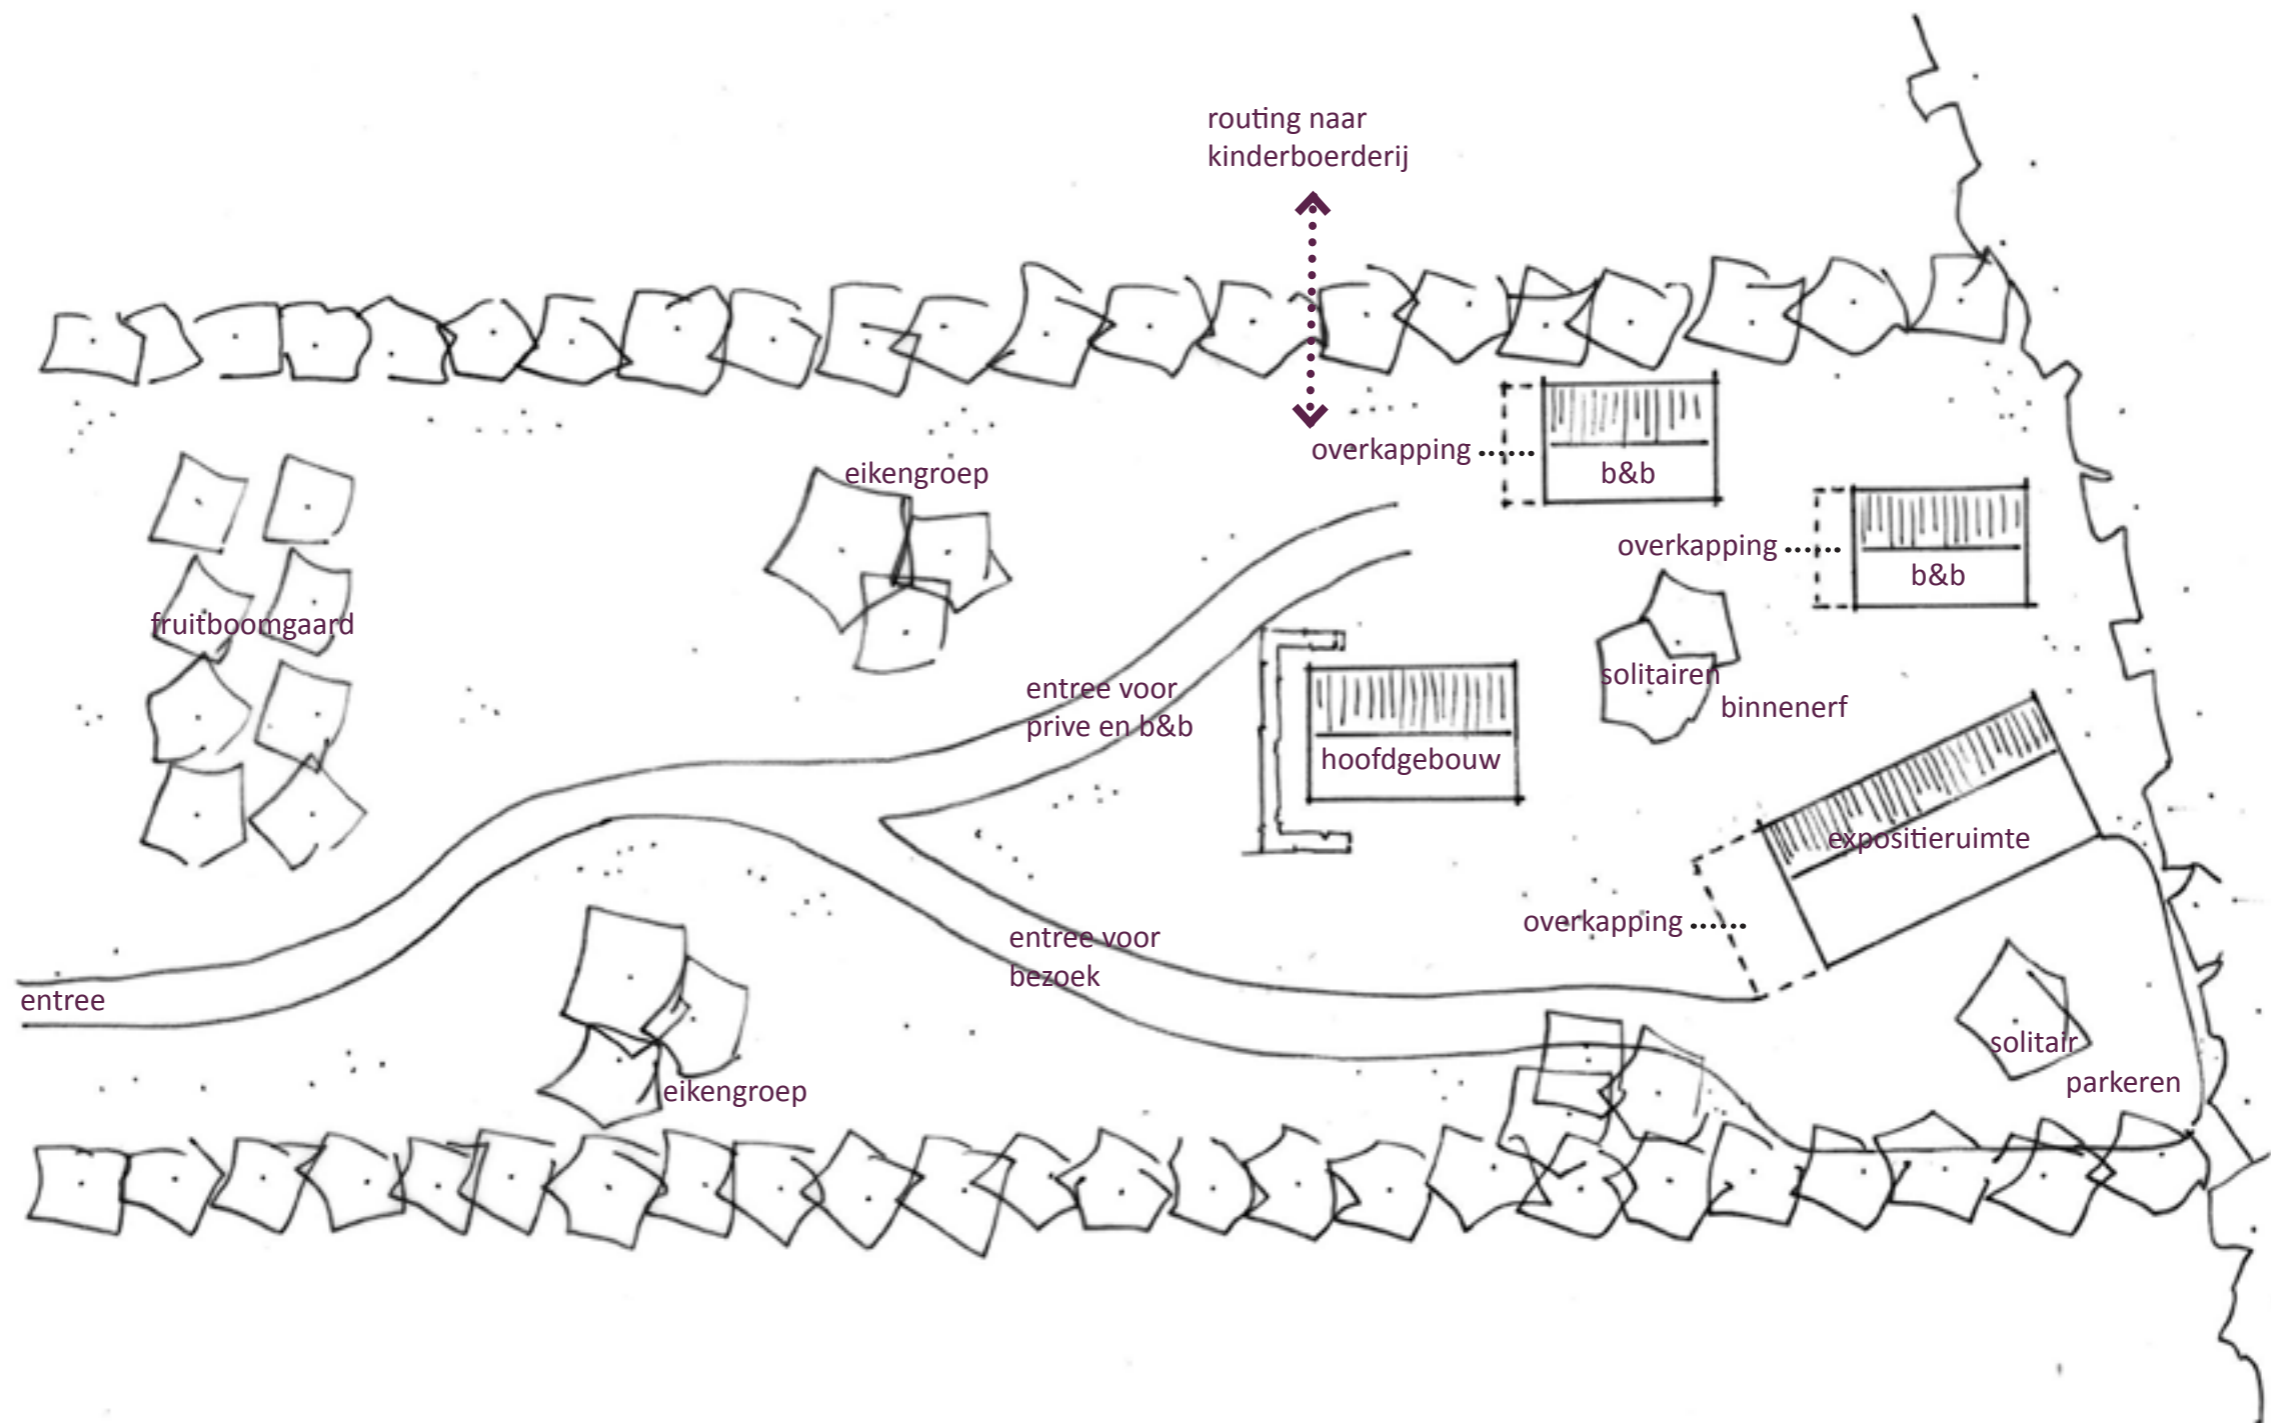 routing naar
kinderboerderij
overkapping
b&b
eikengroep
overkapping
b&b
fruitboomgaard
solitairen
binnenerf
entree voor
prive en b&b
hoofdgebouw
expositieruimte
overkapping
entree voor
bezoek
entree
solitair
parkeren
eikengroep